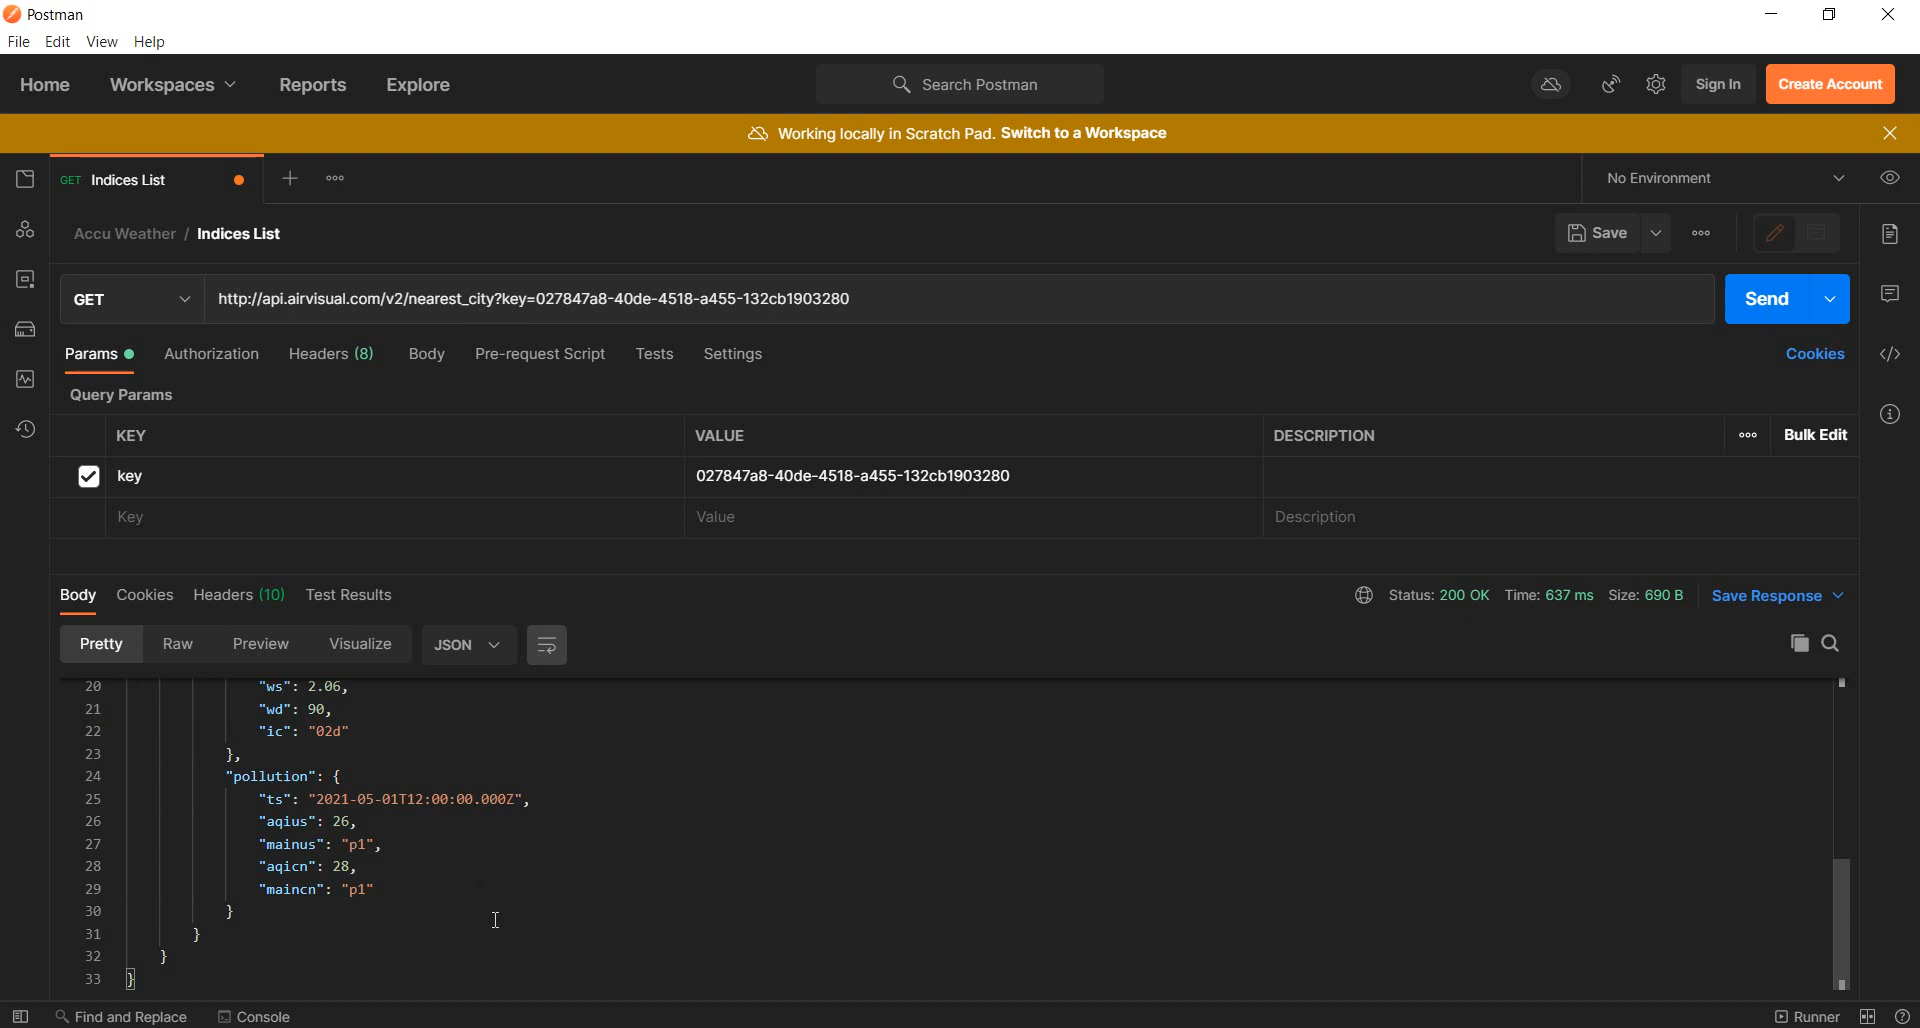 Postman
File Edit View Help
Home Workspaces Reports Explore Search Postman Sign In Create Account
Working locally in Scratch Pad. Switch to a Workspace
GET Indices List No Environment
Accu Weather / Indices List Save
GET http://api.airvisual.com/v2/nearest_city?key=027847a8-40de-4518-a455-132cb1903280 Send
Params Authorization Headers (8) Body Pre-request Script Tests Settings Cookies
Query Params
KEY VALUE DESCRIPTION Bulk Edit
key 027847a8-40de-4518-a455-132cb1903280
Key Value Description
Body Cookies Headers (10) Test Results Status: 200 OK Time: 637 ms Size: 690 B Save Response
Pretty Raw Preview Visualize JSON
20 "ws": 2.06,
21 "wd": 90,
22 "ic": "02d"
23 },
24 "pollution": {
25 "ts": "2021-05-01T12:00:00.000Z",
26 "aqius": 26,
27 "mainus": "p1",
28 "aqicn": 28,
29 "maincn": "p1"
30 }
31 }
32 }
33 }
Find and Replace Console Runner